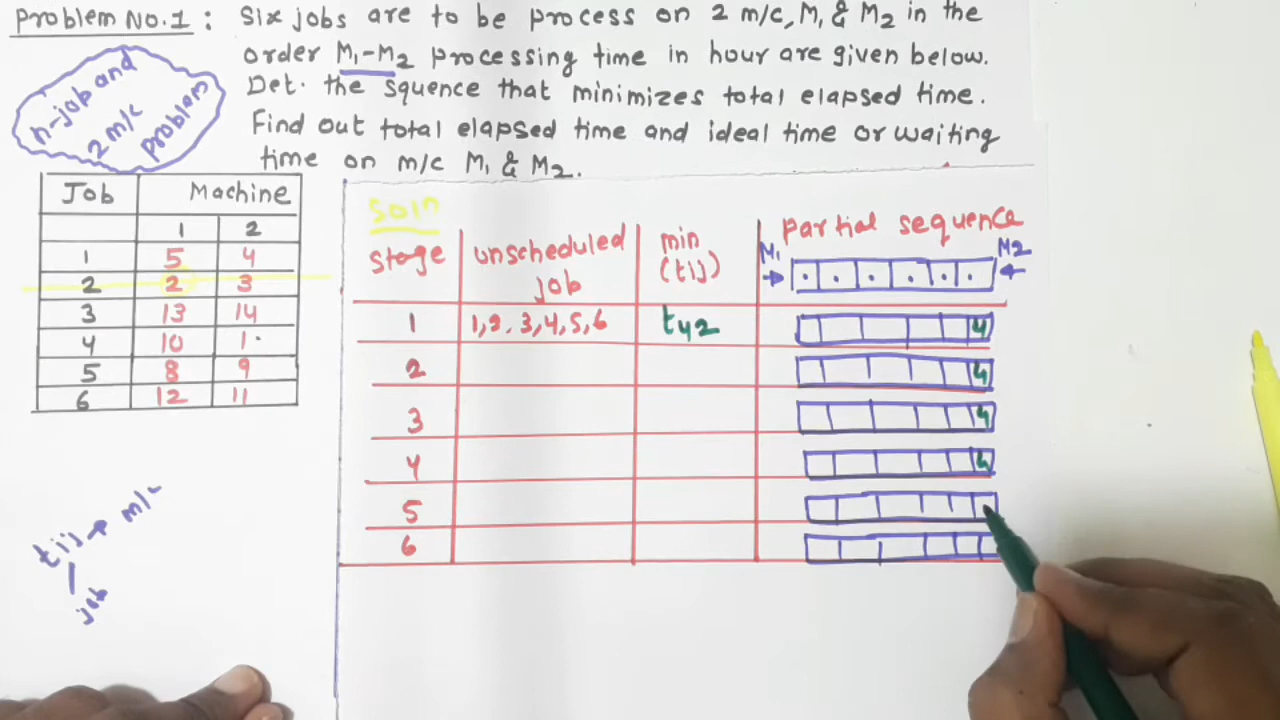 Problem No.1 : Six jobs are to be process on 2 m/c, M1 & M2 in the
order M1-M2 processing time in hour are given below.
Det. the squence that minimizes total elapsed time.
Find out total elapsed time and ideal time or waiting
time on m/c M1 & M2.
n-job and
2 m/c
problem
Job Machine
1 2
1 5 4
2 2 3
3 13 14
4 10 1
5 8 9
6 12 11
tij → m/c
job
Soln
stage unscheduled job min (tij) partial sequence
M1 M2
1 1,2,3,4,5,6 t42 4
2 4
3 4
4 4
5
6